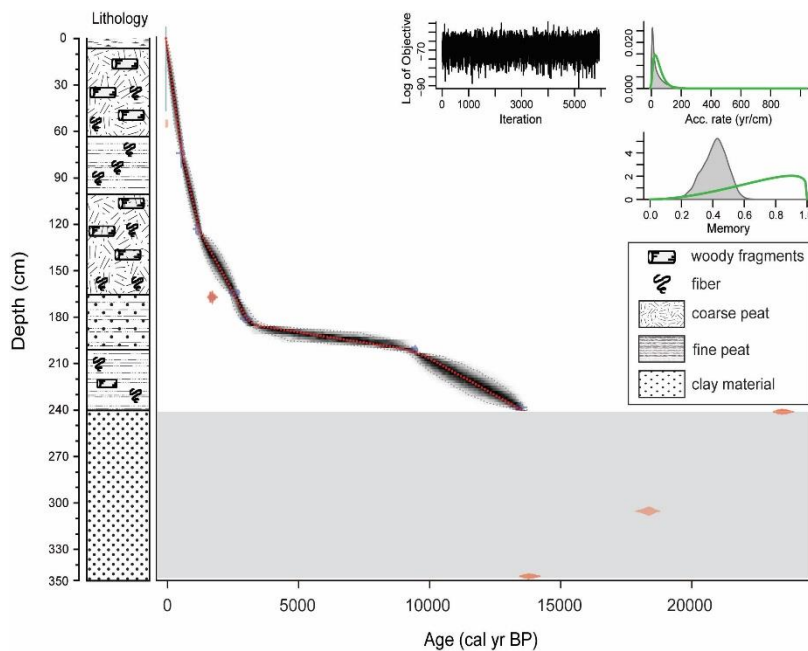 Lithology
0
30
60
90
120
150
180
210
240
270
300
330
350
Depth (cm)
0 5000 10000 15000 20000
Age (cal yr BP)
Log of Objective
-90 -70
0 1000 3000 5000
Iteration
0.000 0.020
0 200 400 600 800
Acc. rate (yr/cm)
0 2 4
0.0 0.2 0.4 0.6 0.8 1.0
Memory
F woody fragments
fiber
coarse peat
fine peat
clay material